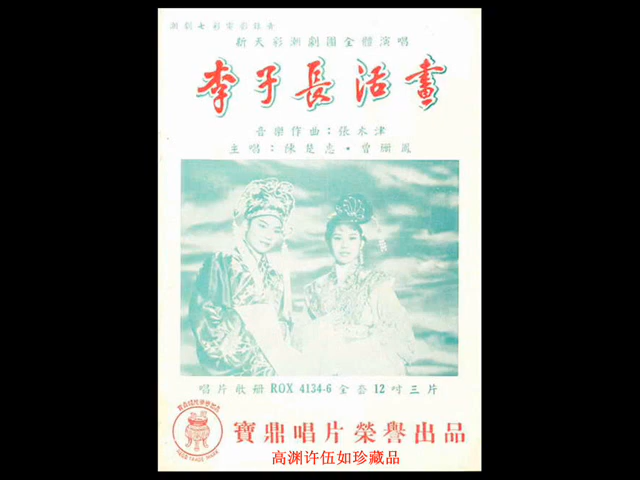 潮劇七彩電影錄音
新天彩潮劇團全體演唱
李子長活畫
音樂作曲：張木津
主唱：陳楚惠·曾珊鳳
唱片歌冊 ROX 4134-6 全套 12 吋三片
寶鼎唱片榮譽出品
高渊许伍如珍藏品